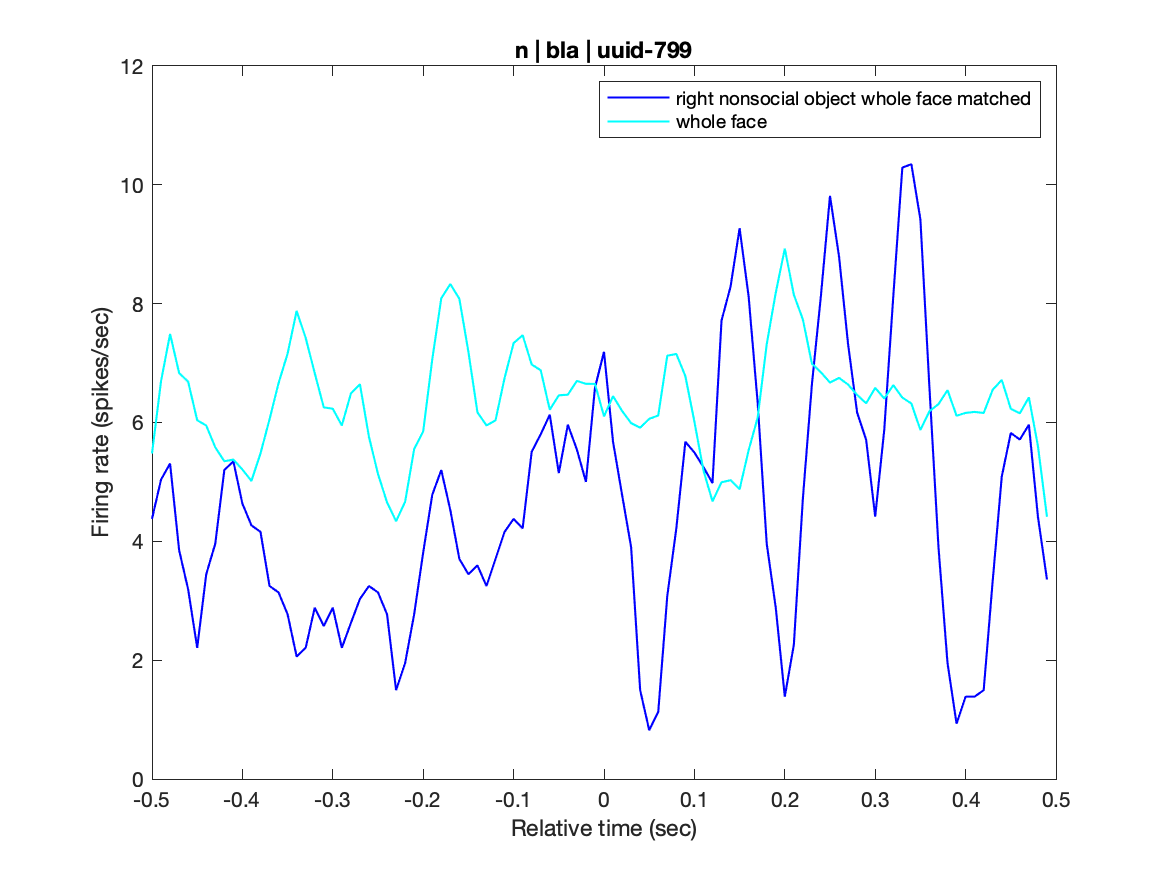 n | bla | uuid-799
right nonsocial object whole face matched
whole face
12
10
8
6
4
2
0
Firing rate (spikes/sec)
-0.5 -0.4 -0.3 -0.2 -0.1 0 0.1 0.2 0.3 0.4 0.5
Relative time (sec)